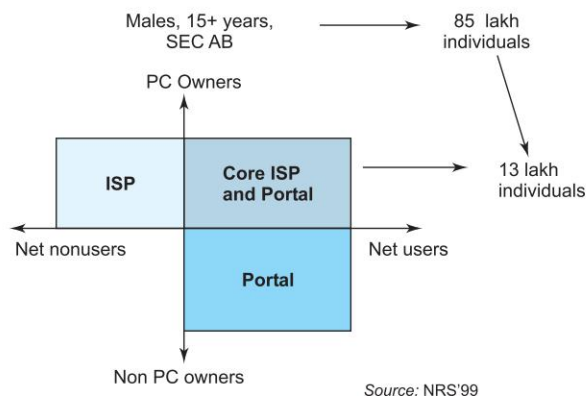 Males, 15+ years,
SEC AB
85 lakh
individuals
PC Owners
ISP
Core ISP
and Portal
13 lakh
individuals
Net nonusers
Net users
Portal
Non PC owners
Source: NRS'99